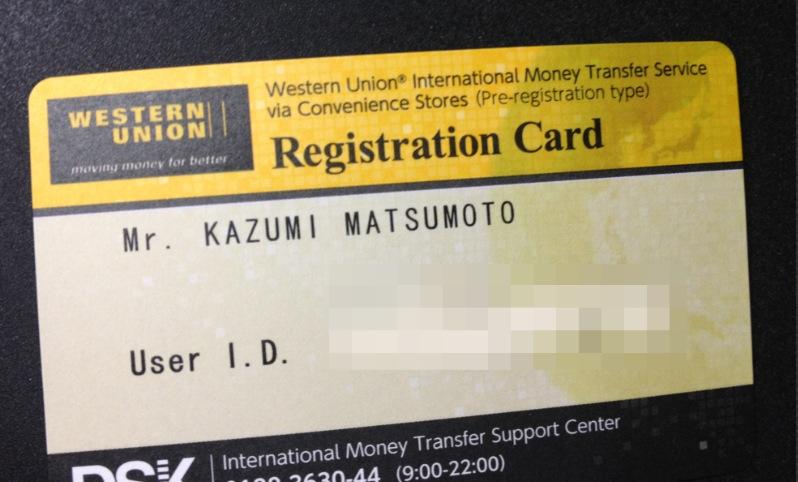 WESTERN
UNION
moving money for better
Western Union® International Money Transfer Service
via Convenience Stores (Pre-registration type)
Registration Card
Mr. KAZUMI MATSUMOTO
User I.D.
DSK
International Money Transfer Support Center
(9:00-22:00)